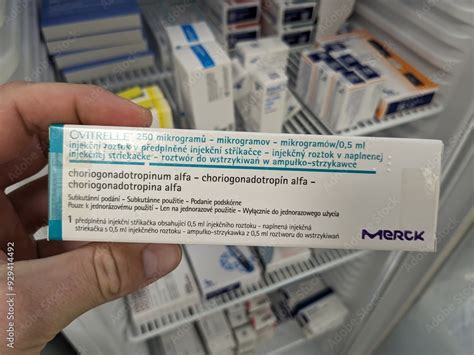 OVITRELLE 250 mikrogramů – mikrogramov – mikrogramów/0,5 ml
injekční roztok v předplněné injekční stříkačce – injekčný roztok v naplnenej
injekčnej striekačke – roztwór do wstrzykiwań w ampułko-strzykawce
choriogonadotropinum alfa – choriogonadotropín alfa –
choriogonadotropina alfa
Subkutánní podání – Subkutánne použitie – Podanie podskórne
Pouze k jednorázovému použití – Len na jednorazové použitie – Wyłącznie do jednorazowego użycia
1 předplněná injekční stříkačka obsahující 0,5 ml injekčního roztoku – naplnená injekčná
striekačka s 0,5 ml injekčného roztoku – ampułko-strzykawka z 0,5 ml roztworu do wstrzykiwań
MERCK
Adobe Stock | #929414492